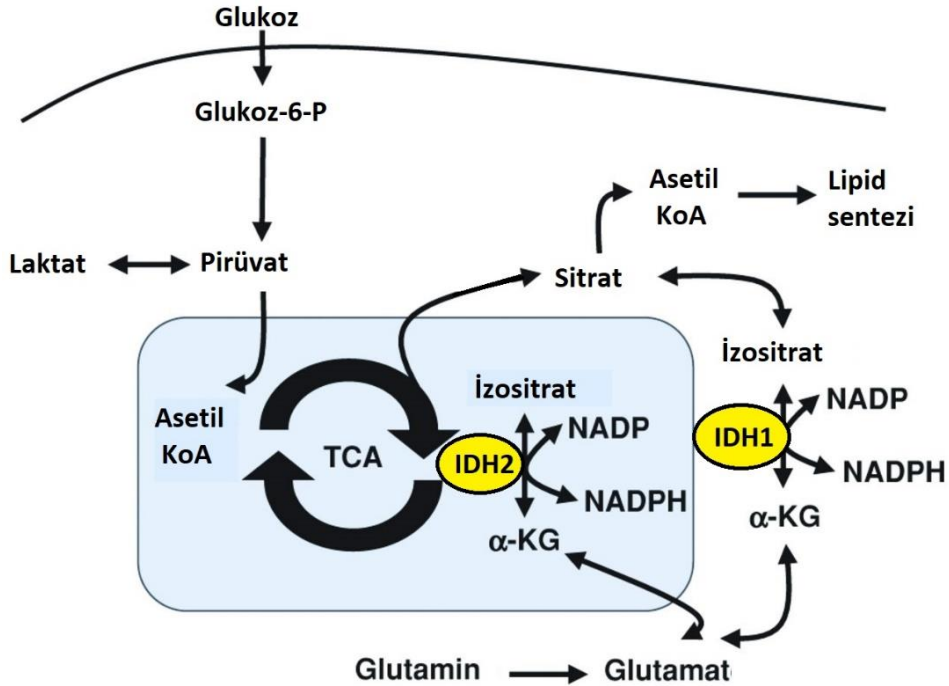 Glukoz
Glukoz-6-P
Asetil
KoA
Lipid
sentezi
Laktat
Pirüvat
Sitrat
İzositrat
Asetil
KoA
TCA
İzositrat
IDH2
NADP
NADPH
α-KG
IDH1
NADP
NADPH
α-KG
Glutamin
Glutamat